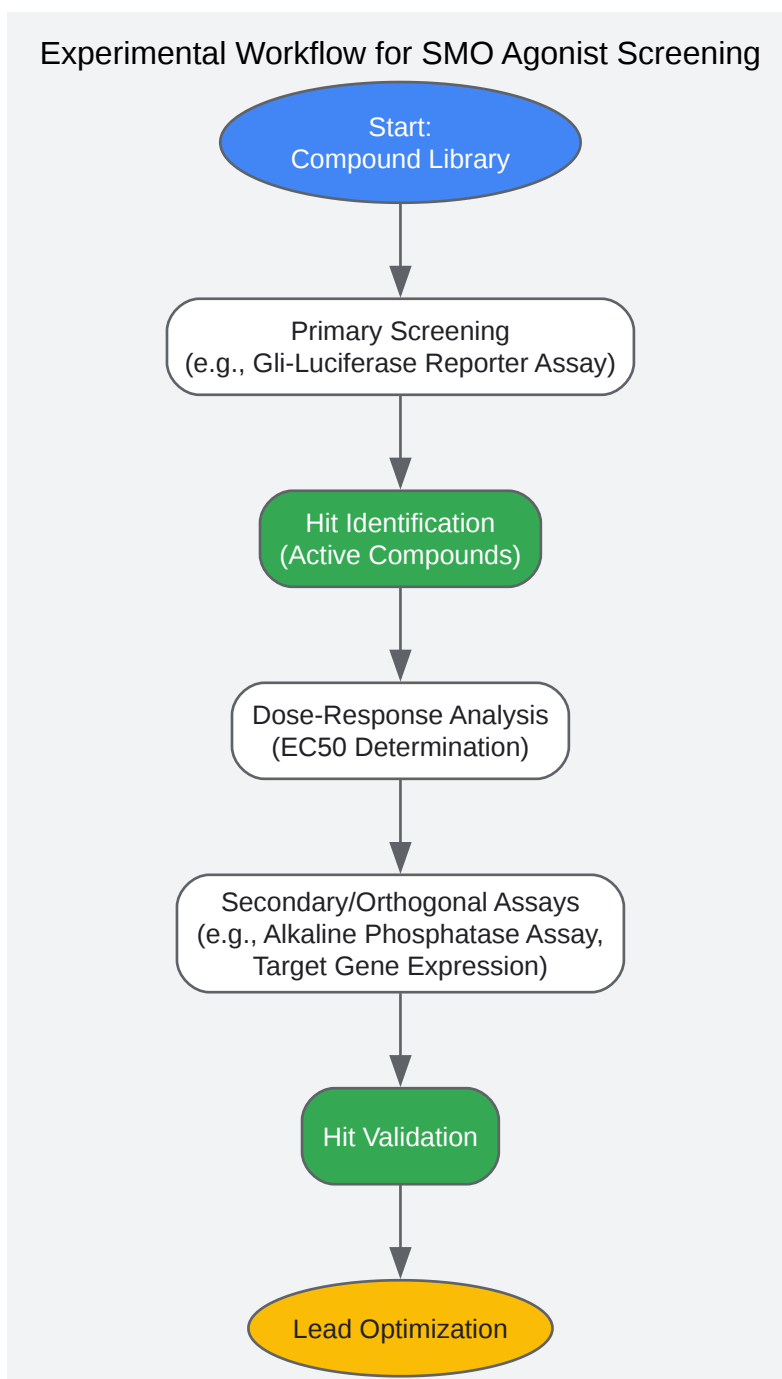 Experimental Workflow for SMO Agonist Screening
Start:
Compound Library
Primary Screening
(e.g., Gli-Luciferase Reporter Assay)
Hit Identification
(Active Compounds)
Dose-Response Analysis
(EC50 Determination)
Secondary/Orthogonal Assays
(e.g., Alkaline Phosphatase Assay,
Target Gene Expression)
Hit Validation
Lead Optimization